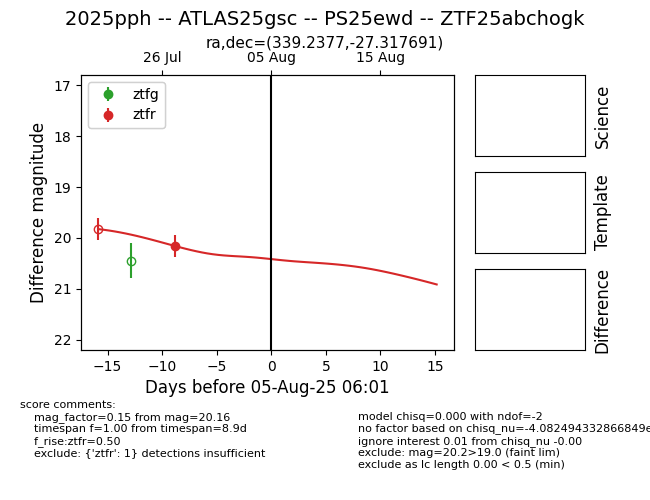 2025pph -- ATLAS25gsc -- PS25ewd -- ZTF25abchogk
ra,dec=(339.2377,-27.317691)
26 Jul 05 Aug 15 Aug
ztfg
ztfr
17
18
19
20
21
22
Difference magnitude
−15 −10 −5 0 5 10 15
Days before 05-Aug-25 06:01
Science
Template
Difference
score comments:
mag_factor=0.15 from mag=20.16
timespan f=1.00 from timespan=8.9d
f_rise:ztfr=0.50
exclude: {'ztfr': 1} detections insufficient
model chisq=0.000 with ndof=-2
no factor based on chisq_nu=-4.082494332866849e
ignore interest 0.01 from chisq_nu -0.00
exclude: mag=20.2>19.0 (faint lim)
exclude as lc length 0.00 < 0.5 (min)